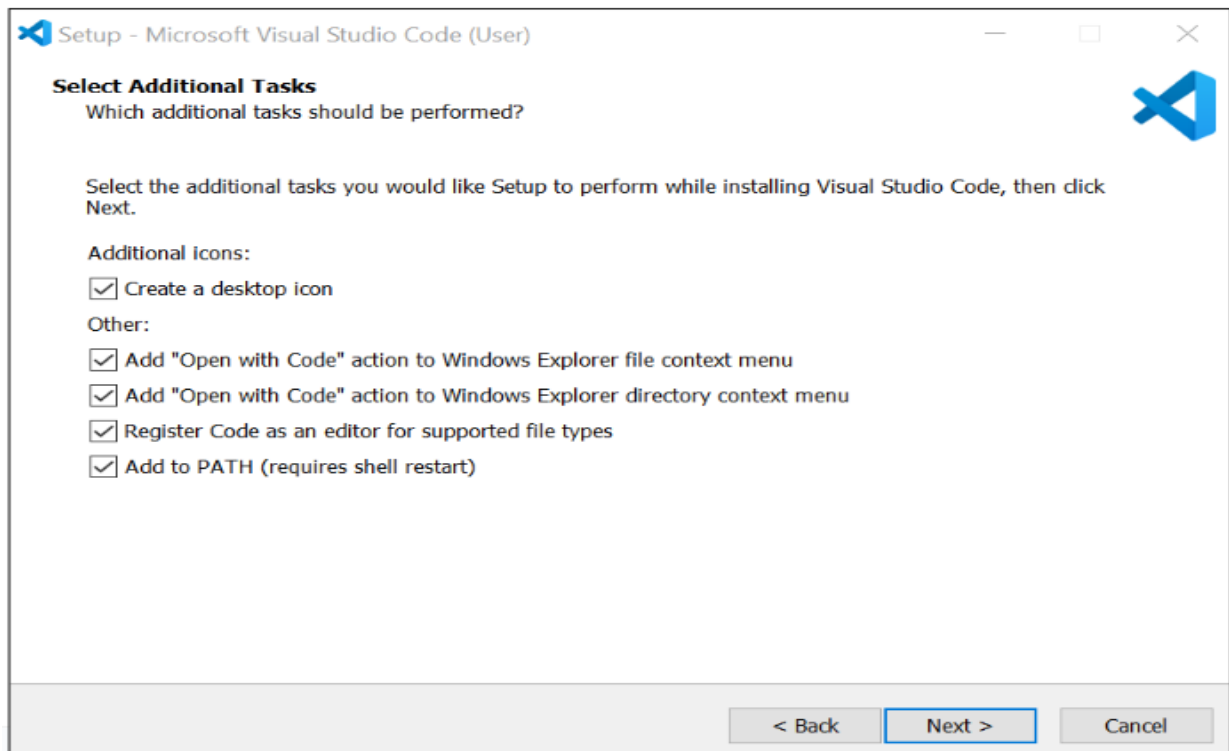 Setup - Microsoft Visual Studio Code (User)
Select Additional Tasks
Which additional tasks should be performed?
Select the additional tasks you would like Setup to perform while installing Visual Studio Code, then click
Next.
Additional icons:
Create a desktop icon
Other:
Add "Open with Code" action to Windows Explorer file context menu
Add "Open with Code" action to Windows Explorer directory context menu
Register Code as an editor for supported file types
Add to PATH (requires shell restart)
< Back Next > Cancel